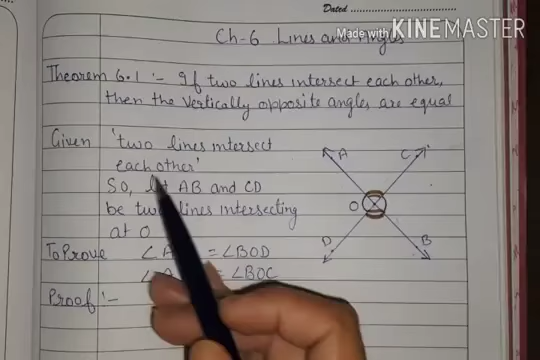 Dated
Made with KINEMASTER
Ch-6 Lines and Angles
Theorem 6.1 :- If two lines intersect each other,
then the vertically opposite angles are equal
Given 'two lines intersect
each other'
So, let AB and CD
be two lines intersecting
at O
To Prove ∠A = ∠BOD
∠A = ∠BOC
Proof :-
A C
O
D B